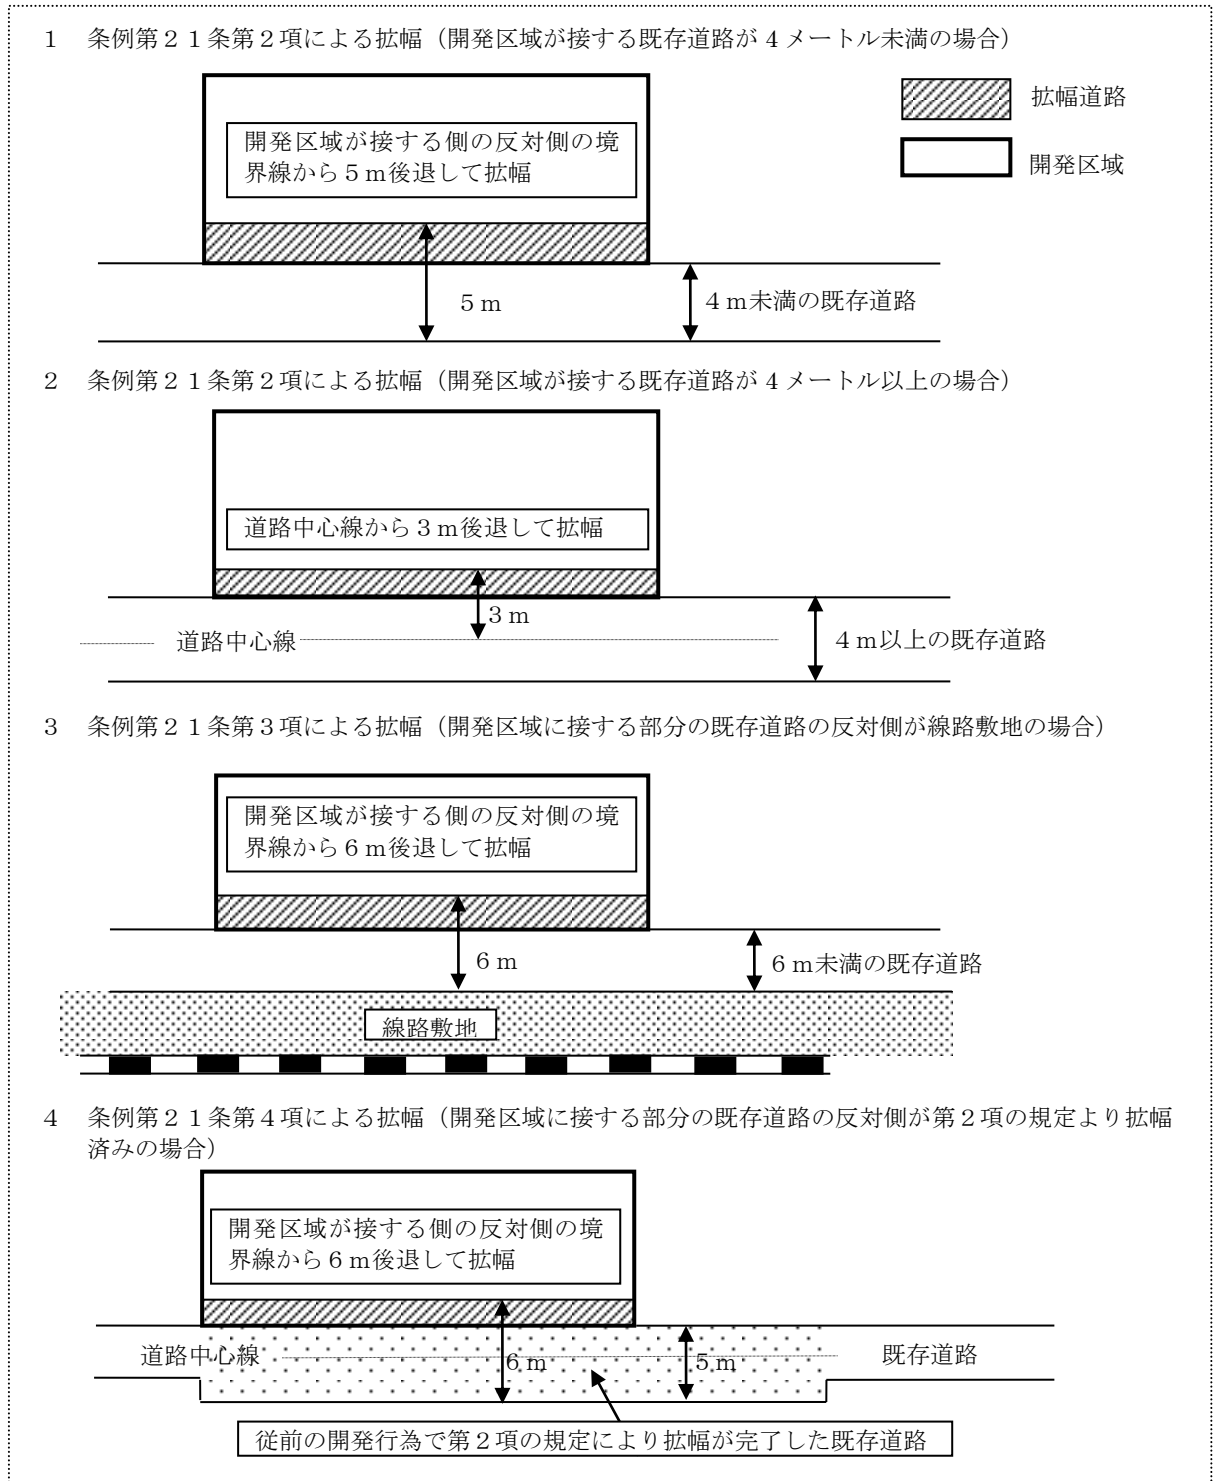 1　条例第２１条第２項による拡幅（開発区域が接する既存道路が 4 メートル未満の場合）
拡幅道路
開発区域
開発区域が接する側の反対側の境
界線から５ｍ後退して拡幅
５ｍ
４ｍ未満の既存道路
2　条例第２１条第２項による拡幅（開発区域が接する既存道路が 4 メートル以上の場合）
道路中心線から３ｍ後退して拡幅
３ｍ
道路中心線
４ｍ以上の既存道路
3　条例第２１条第３項による拡幅（開発区域に接する部分の既存道路の反対側が線路敷地の場合）
開発区域が接する側の反対側の境
界線から６ｍ後退して拡幅
６ｍ
６ｍ未満の既存道路
線路敷地
4　条例第２１条第４項による拡幅（開発区域に接する部分の既存道路の反対側が第２項の規定より拡幅
済みの場合）
開発区域が接する側の反対側の境
界線から６ｍ後退して拡幅
道路中心線
６ｍ
５ｍ
既存道路
従前の開発行為で第２項の規定により拡幅が完了した既存道路